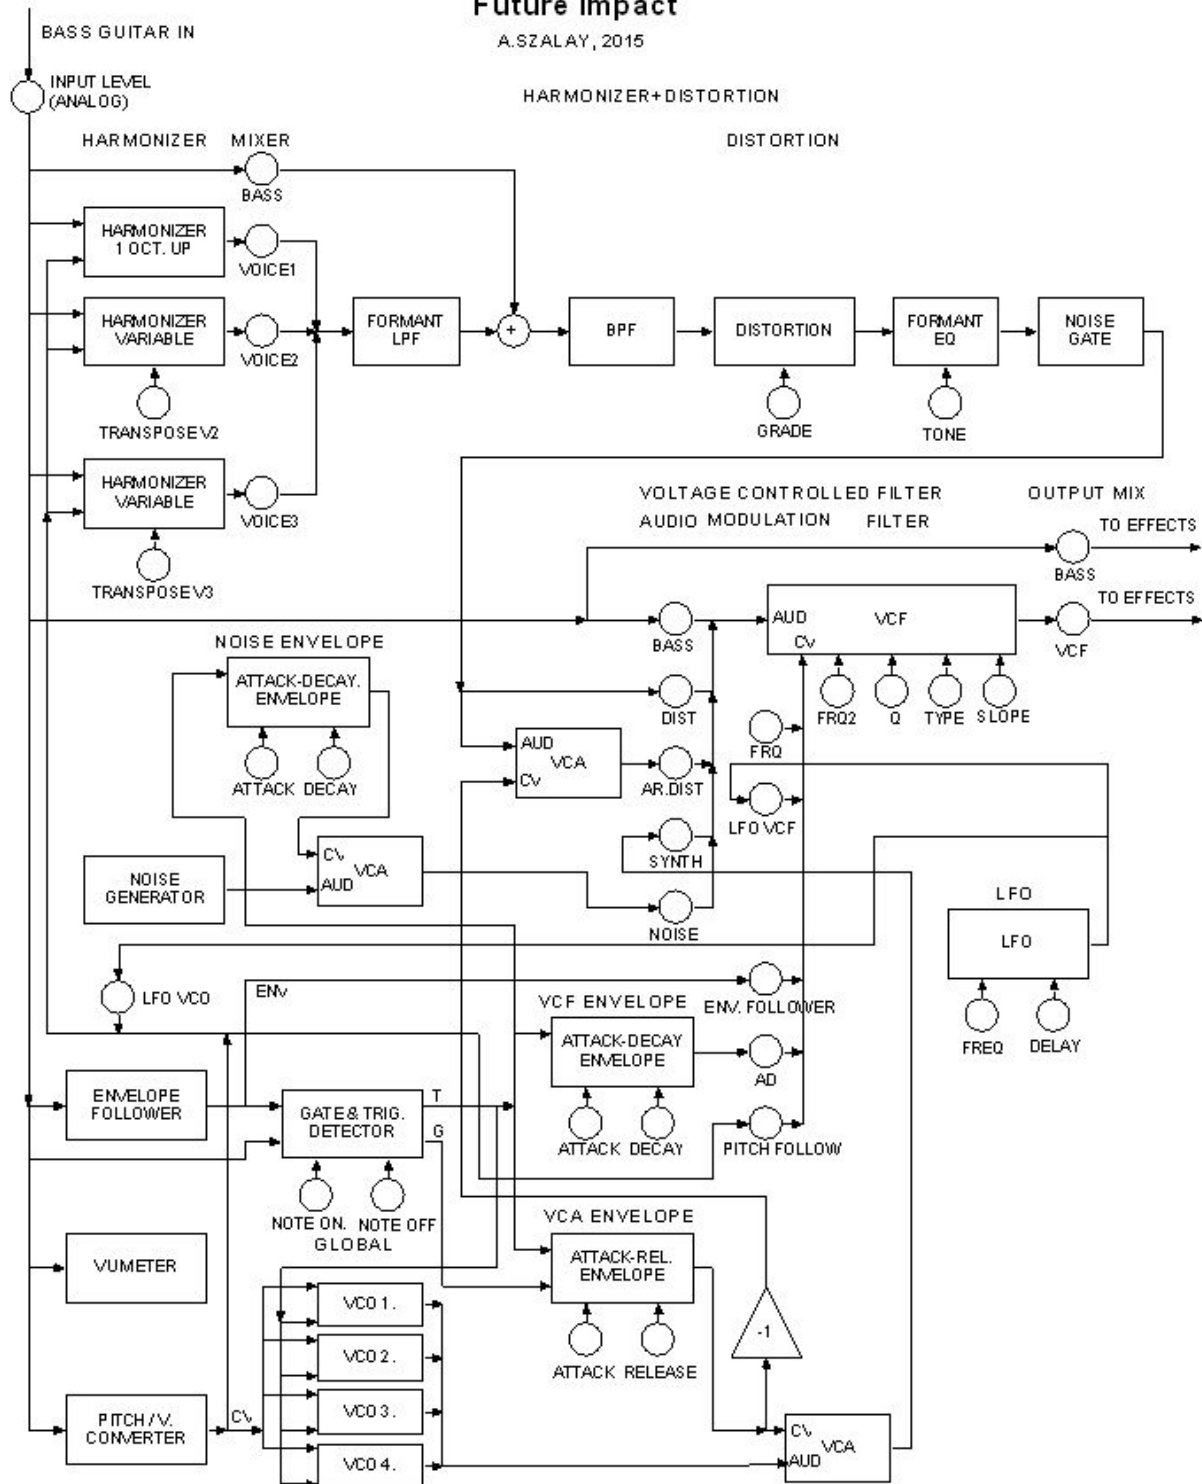 Future Impact
A.SZALAY, 2015
BASS GUITAR IN
INPUT LEVEL
(ANALOG)
HARMONIZER+DISTORTION
HARMONIZER MIXER
DISTORTION
BASS
HARMONIZER
1 OCT. UP
VOICE1
HARMONIZER
VARIABLE
VOICE2
TRANSPOSE V2
FORMANT
LPF
+
BPF
DISTORTION
GRADE
FORMANT
EQ
TONE
NOISE
GATE
HARMONIZER
VARIABLE
VOICE3
TRANSPOSE V3
VOLTAGE CONTROLLED FILTER
AUDIO MODULATION FILTER
OUTPUT MIX
TO EFFECTS
BASS
TO EFFECTS
VCF
BASS
AUD
CV
VCF
FRQ2
Q
TYPE
SLOPE
NOISE ENVELOPE
ATTACK-DECAY.
ENVELOPE
ATTACK DECAY
DIST
FRQ
AUD
CV
VCA
AR.DIST
LFO VCF
SYNTH
NOISE
GENERATOR
CV
AUD
VCA
NOISE
LFO
LFO
FREQ
DELAY
LFO VCO
ENV
ENV. FOLLOWER
VCF ENVELOPE
ATTACK-DECAY
ENVELOPE
ATTACK DECAY
AD
PITCH FOLLOW
ENVELOPE
FOLLOWER
GATE & TRIG.
DETECTOR
T
G
NOTE ON.
NOTE OFF
GLOBAL
VCA ENVELOPE
ATTACK-REL.
ENVELOPE
ATTACK RELEASE
VUMETER
VCO 1.
VCO 2.
VCO 3.
VCO 4.
-1
PITCH / V.
CONVERTER
CV
CV
AUD
VCA